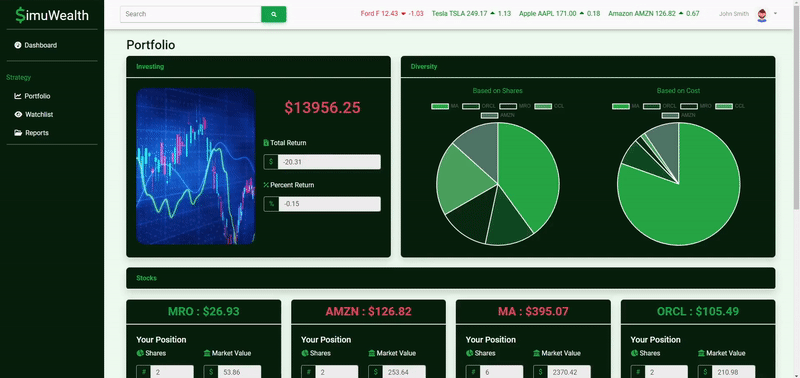 $imuWealth
Search
Ford F 12.43 -1.03 Tesla TSLA 249.17 1.13 Apple AAPL 171.00 0.18 Amazon AMZN 126.82 0.67
John Smith
Dashboard
Strategy
Portfolio
Watchlist
Reports
Portfolio
Investing
$13956.25
Total Return
$ -20.31
Percent Return
% -0.15
Diversity
Based on Shares
MA ORCL MRO CCL
AMZN
Based on Cost
MA ORCL MRO CCL
AMZN
Stocks
MRO : $26.93
Your Position
Shares Market Value
# 2 $ 53.86
AMZN : $126.82
Your Position
Shares Market Value
# 2 $ 253.64
MA : $395.07
Your Position
Shares Market Value
# 6 $ 2370.42
ORCL : $105.49
Your Position
Shares Market Value
# 2 $ 210.98